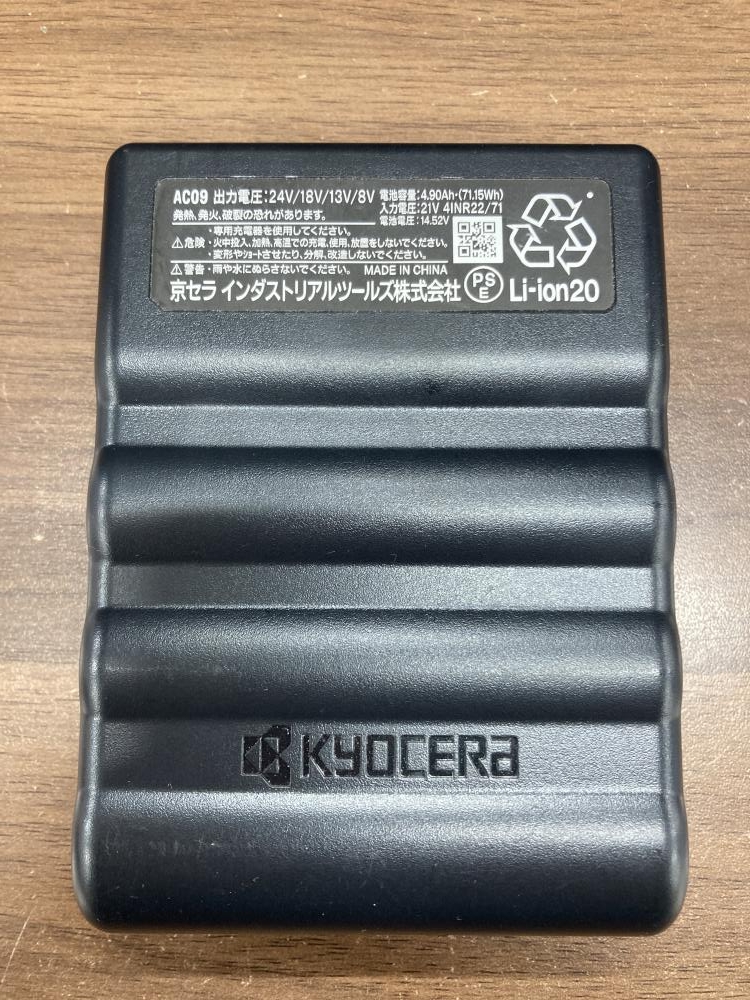 AC09 出力電圧:24V/18V/13V/8V 電池容量:4.90Ah・(71.15Wh)
発熱、発火、破裂の恐れがあります。 入力電圧:21V 4INR22/71
電池電圧:14.52V
・専用充電器を使用してください。
⚠危険・火中投入、加熱、高温での充電、使用、放置をしないでください。
・変形やショートさせたり、分解、改造しないでください。
⚠警告・雨や水にぬらさないでください。 MADE IN CHINA
京セラ インダストリアルツールズ株式会社 PSE Li-ion20
KYOCERA